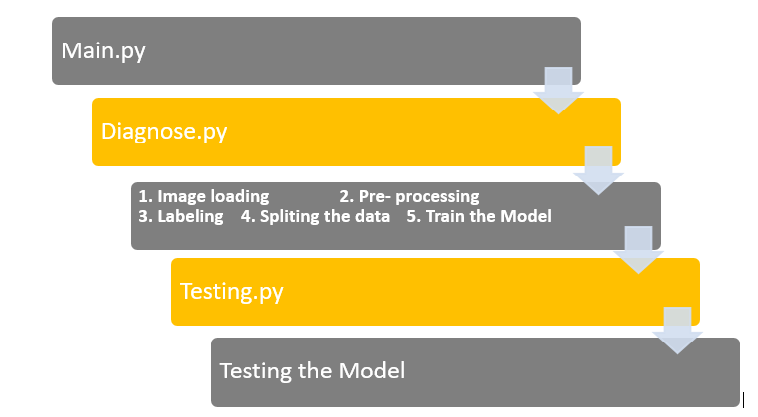 Main.py
Diagnose.py
1. Image loading 2. Pre- processing
3. Labeling 4. Spliting the data 5. Train the Model
Testing.py
Testing the Model